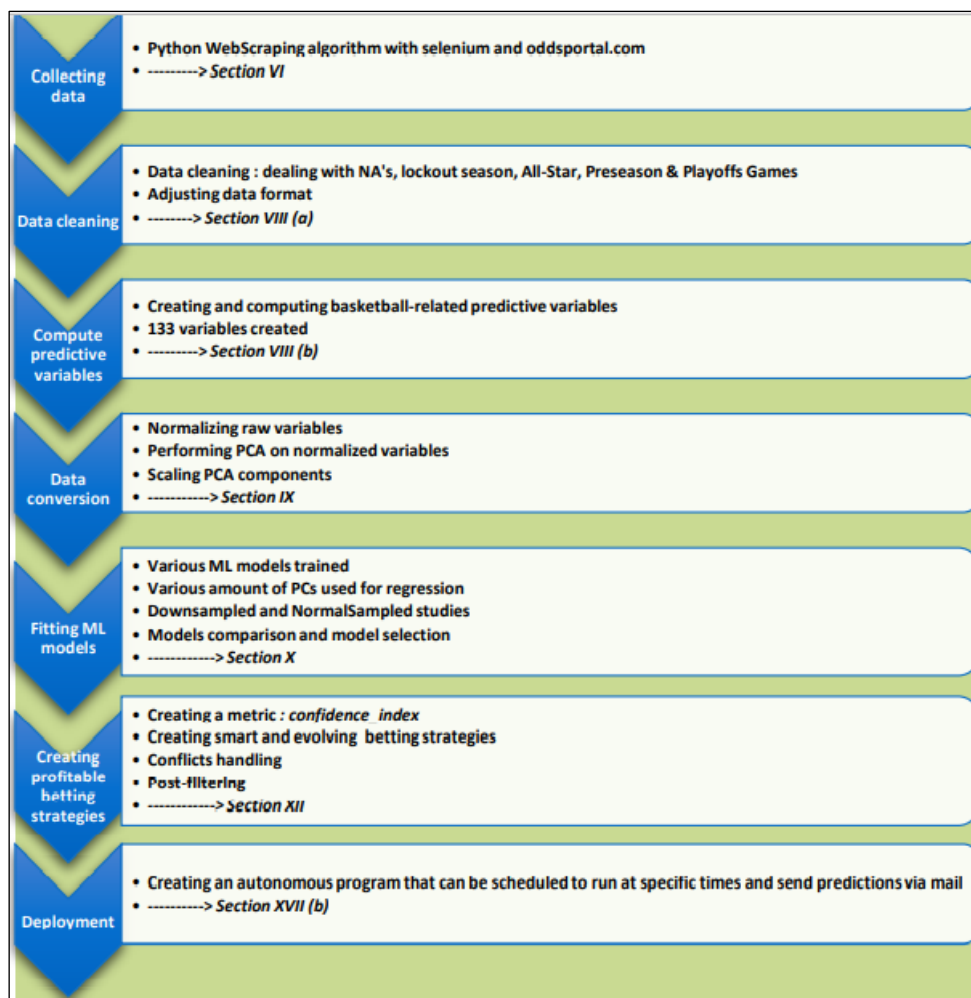 Collecting
data
• Python WebScraping algorithm with selenium and oddsportal.com
• ---------> Section VI
Data cleaning
• Data cleaning : dealing with NA's, lockout season, All-Star, Preseason & Playoffs Games
• Adjusting data format
• --------> Section VIII (a)
Compute
predictive
variables
• Creating and computing basketball-related predictive variables
• 133 variables created
• ---------> Section VIII (b)
Data
conversion
• Normalizing raw variables
• Performing PCA on normalized variables
• Scaling PCA components
• -----------> Section IX
Fitting ML
models
• Various ML models trained
• Various amount of PCs used for regression
• Downsampled and NormalSampled studies
• Models comparison and model selection
• ------------> Section X
Creating
profitable
betting
strategies
• Creating a metric : confidence_index
• Creating smart and evolving betting strategies
• Conflicts handling
• Post-filtering
• ------------> Section XII
Deployment
• Creating an autonomous program that can be scheduled to run at specific times and send predictions via mail
• ----------> Section XVII (b)